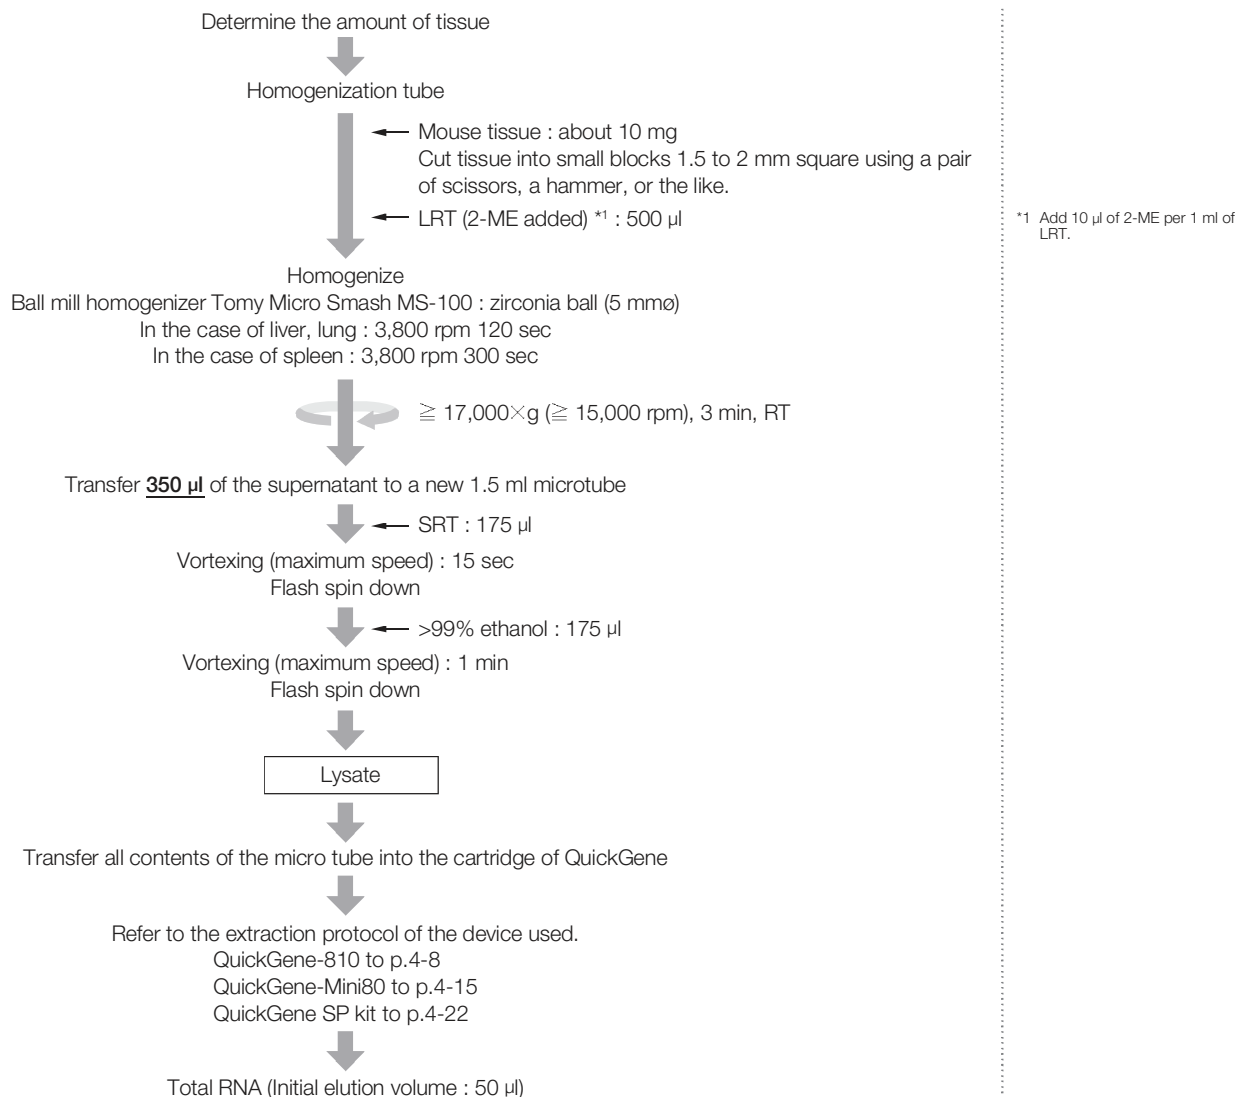 Determine the amount of tissue
Homogenization tube
Mouse tissue : about 10 mg
Cut tissue into small blocks 1.5 to 2 mm square using a pair
of scissors, a hammer, or the like.
LRT (2-ME added) *1 : 500 µl
*1 Add 10 µl of 2-ME per 1 ml of
LRT.
Homogenize
Ball mill homogenizer Tomy Micro Smash MS-100 : zirconia ball (5 mmø)
In the case of liver, lung : 3,800 rpm 120 sec
In the case of spleen : 3,800 rpm 300 sec
≧ 17,000×g (≧ 15,000 rpm), 3 min, RT
Transfer 350 µl of the supernatant to a new 1.5 ml microtube
SRT : 175 µl
Vortexing (maximum speed) : 15 sec
Flash spin down
>99% ethanol : 175 µl
Vortexing (maximum speed) : 1 min
Flash spin down
Lysate
Transfer all contents of the micro tube into the cartridge of QuickGene
Refer to the extraction protocol of the device used.
QuickGene-810 to p.4-8
QuickGene-Mini80 to p.4-15
QuickGene SP kit to p.4-22
Total RNA (Initial elution volume : 50 µl)